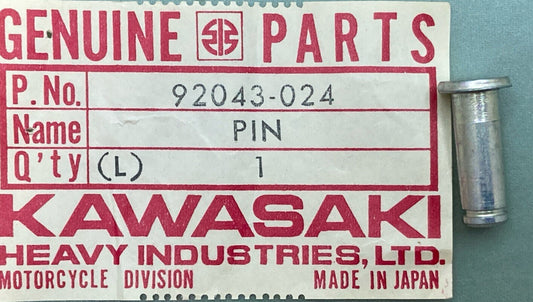 GENUINE PARTS
P. No. 92043-024
Name PIN
Q'ty (L) 1
KAWASAKI
HEAVY INDUSTRIES, LTD.
MOTORCYCLE DIVISION MADE IN JAPAN